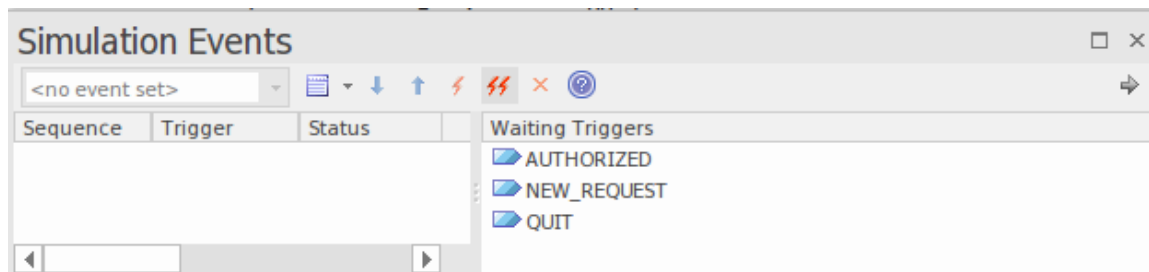 Simulation Events
<no event set>
Sequence Trigger Status
Waiting Triggers
AUTHORIZED
NEW_REQUEST
QUIT